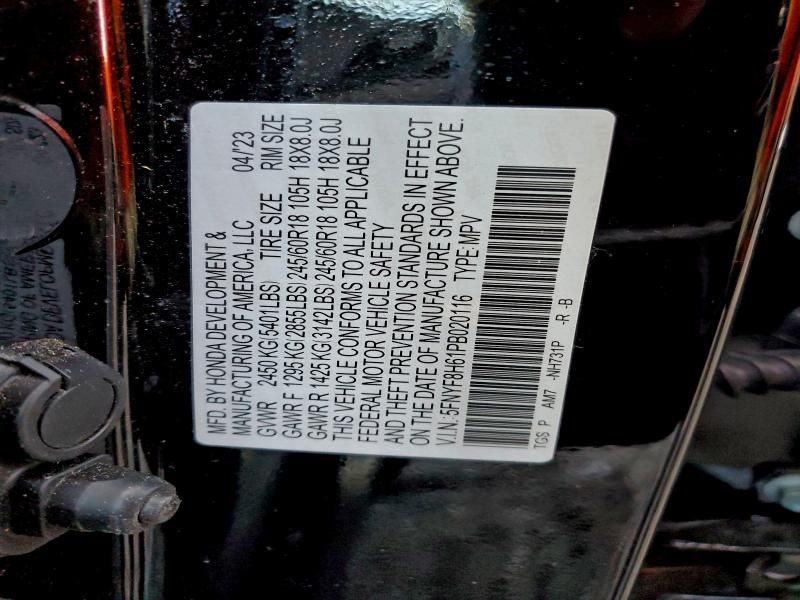 MFD. BY HONDA DEVELOPMENT &
MANUFACTURING OF AMERICA, LLC 04/23
GVWR 2450 KG(5401LBS) TIRE SIZE RIM SIZE
GAWR F 1295 KG(2855LBS) 245/60R18 105H 18X8.0J
GAWR R 1425 KG(3142LBS) 245/60R18 105H 18X8.0J
THIS VEHICLE CONFORMS TO ALL APPLICABLE
FEDERAL MOTOR VEHICLE SAFETY
AND THEFT PREVENTION STANDARDS IN EFFECT
ON THE DATE OF MANUFACTURE SHOWN ABOVE.
V.I.N.: 5FNYF8H61PB020116 TYPE: MPV
TGS P AM7 -NH731P -R -B